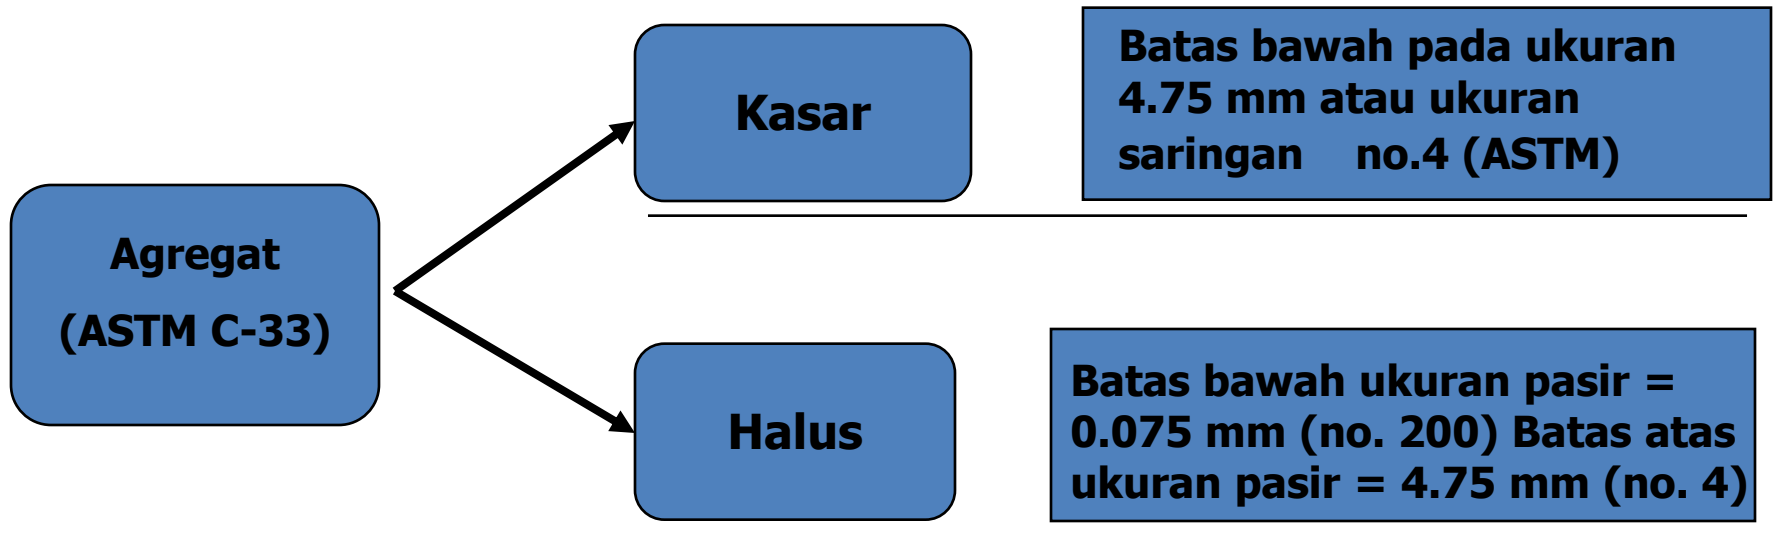 Agregat
(ASTM C-33)
Kasar
Batas bawah pada ukuran
4.75 mm atau ukuran
saringan no.4 (ASTM)
Halus
Batas bawah ukuran pasir =
0.075 mm (no. 200) Batas atas
ukuran pasir = 4.75 mm (no. 4)